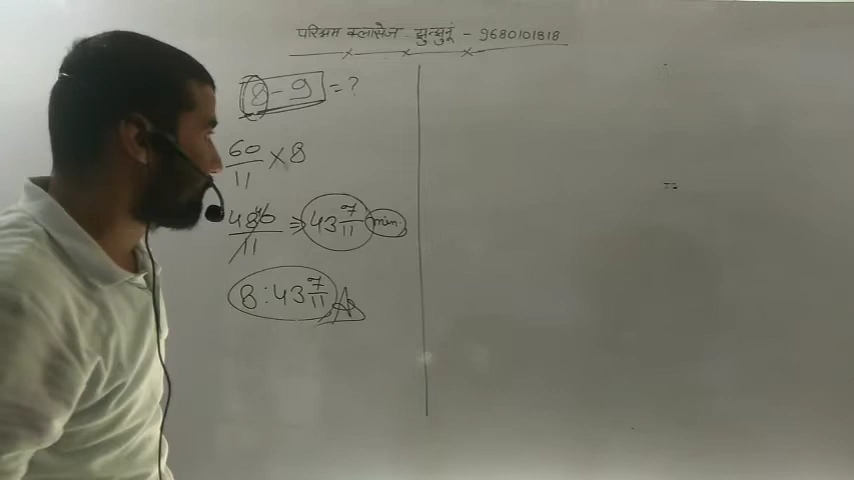 परिश्रम क्लासेज झुन्झुनूं - 9680101818
8 - 9 = ?
60/11 × 8
480/11 ⇒ 43 7/11 min.
8 : 43 7/11 A